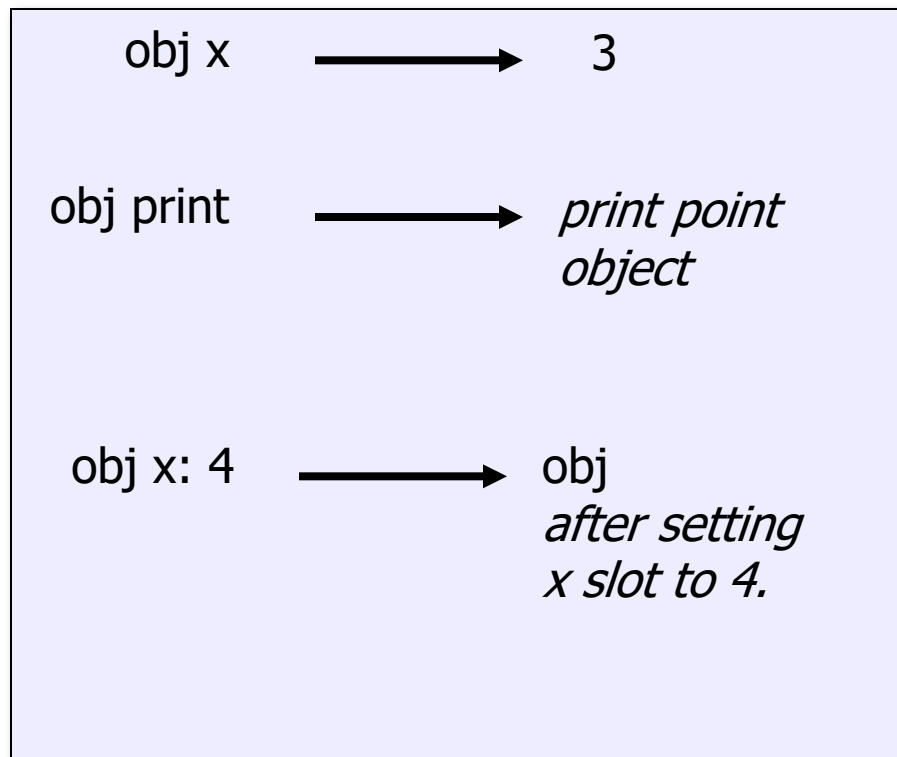 obj x 3
obj print print point
object
obj x: 4 obj
after setting
x slot to 4.